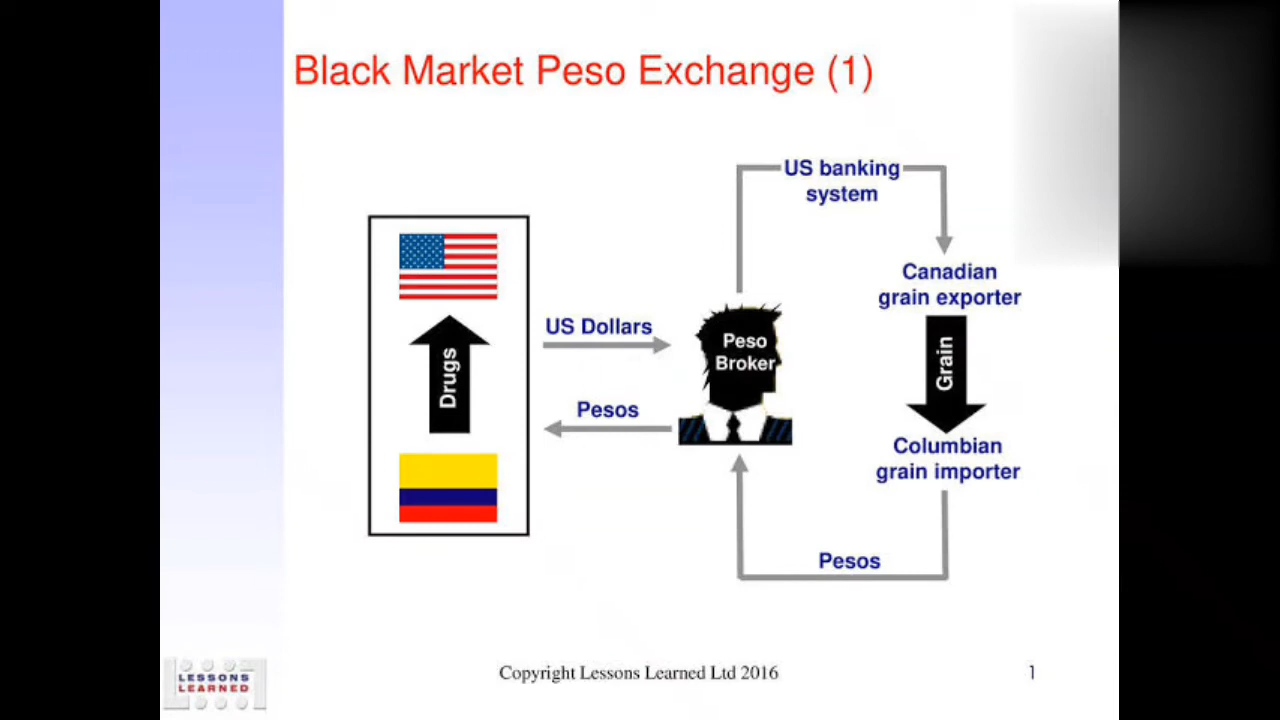 Black Market Peso Exchange (1)
US banking
system
Canadian
grain exporter
US Dollars
Peso
Broker
Drugs
Grain
Pesos
Columbian
grain importer
Pesos
LESSONS
LEARNED
Copyright Lessons Learned Ltd 2016
1